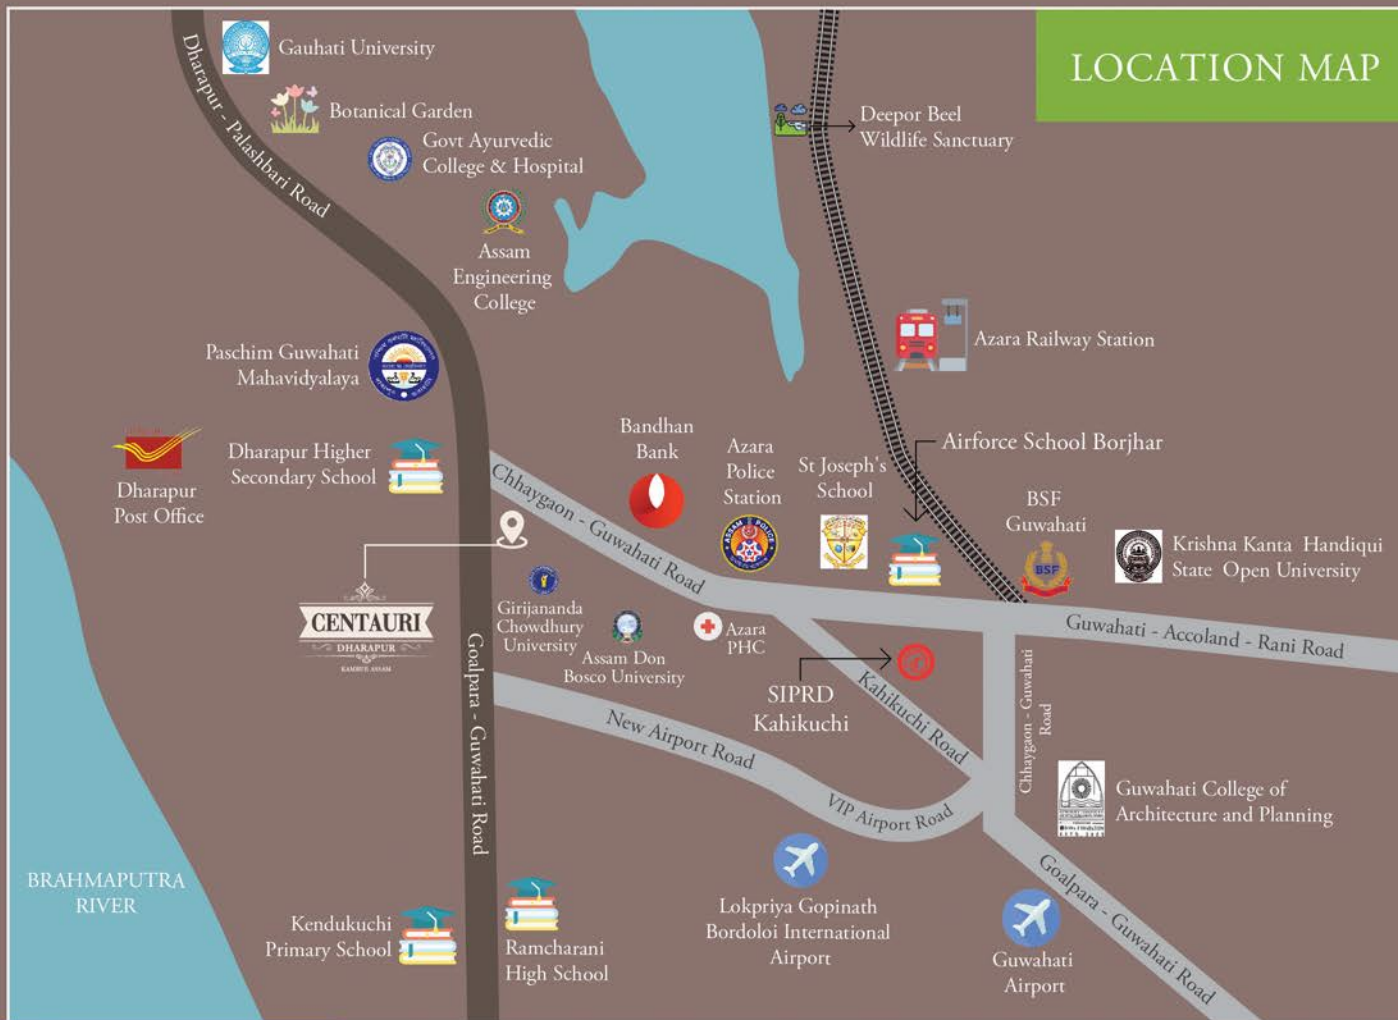 LOCATION MAP
Gauhati University
Botanical Garden
Govt Ayurvedic
College & Hospital
Assam
Engineering
College
Dharapur - Palashbari Road
Deepor Beel
Wildlife Sanctuary
Azara Railway Station
Paschim Guwahati
Mahavidyalaya
Dharapur Higher
Secondary School
Dharapur
Post Office
Bandhan
Bank
Azara
Police
Station
ASSAM POLICE
St Joseph's
School
Airforce School Borjhar
BSF
Guwahati
BSF
Krishna Kanta Handiqui
State Open University
Chhaygaon - Guwahati Road
CENTAURI
DHARAPUR
KAMRUP, ASSAM
Girijananda
Chowdhury
University
Assam Don
Bosco University
Azara
PHC
SIPRD
Kahikuchi
Kahikuchi Road
Guwahati - Accoland - Rani Road
Chhaygaon - Guwahati
Road
Goalpara - Guwahati Road
New Airport Road
VIP Airport Road
Guwahati College of
Architecture and Planning
BRAHMAPUTRA
RIVER
Kendukuchi
Primary School
Ramcharani
High School
Lokpriya Gopinath
Bordoloi International
Airport
Guwahati
Airport
Goalpara - Guwahati Road